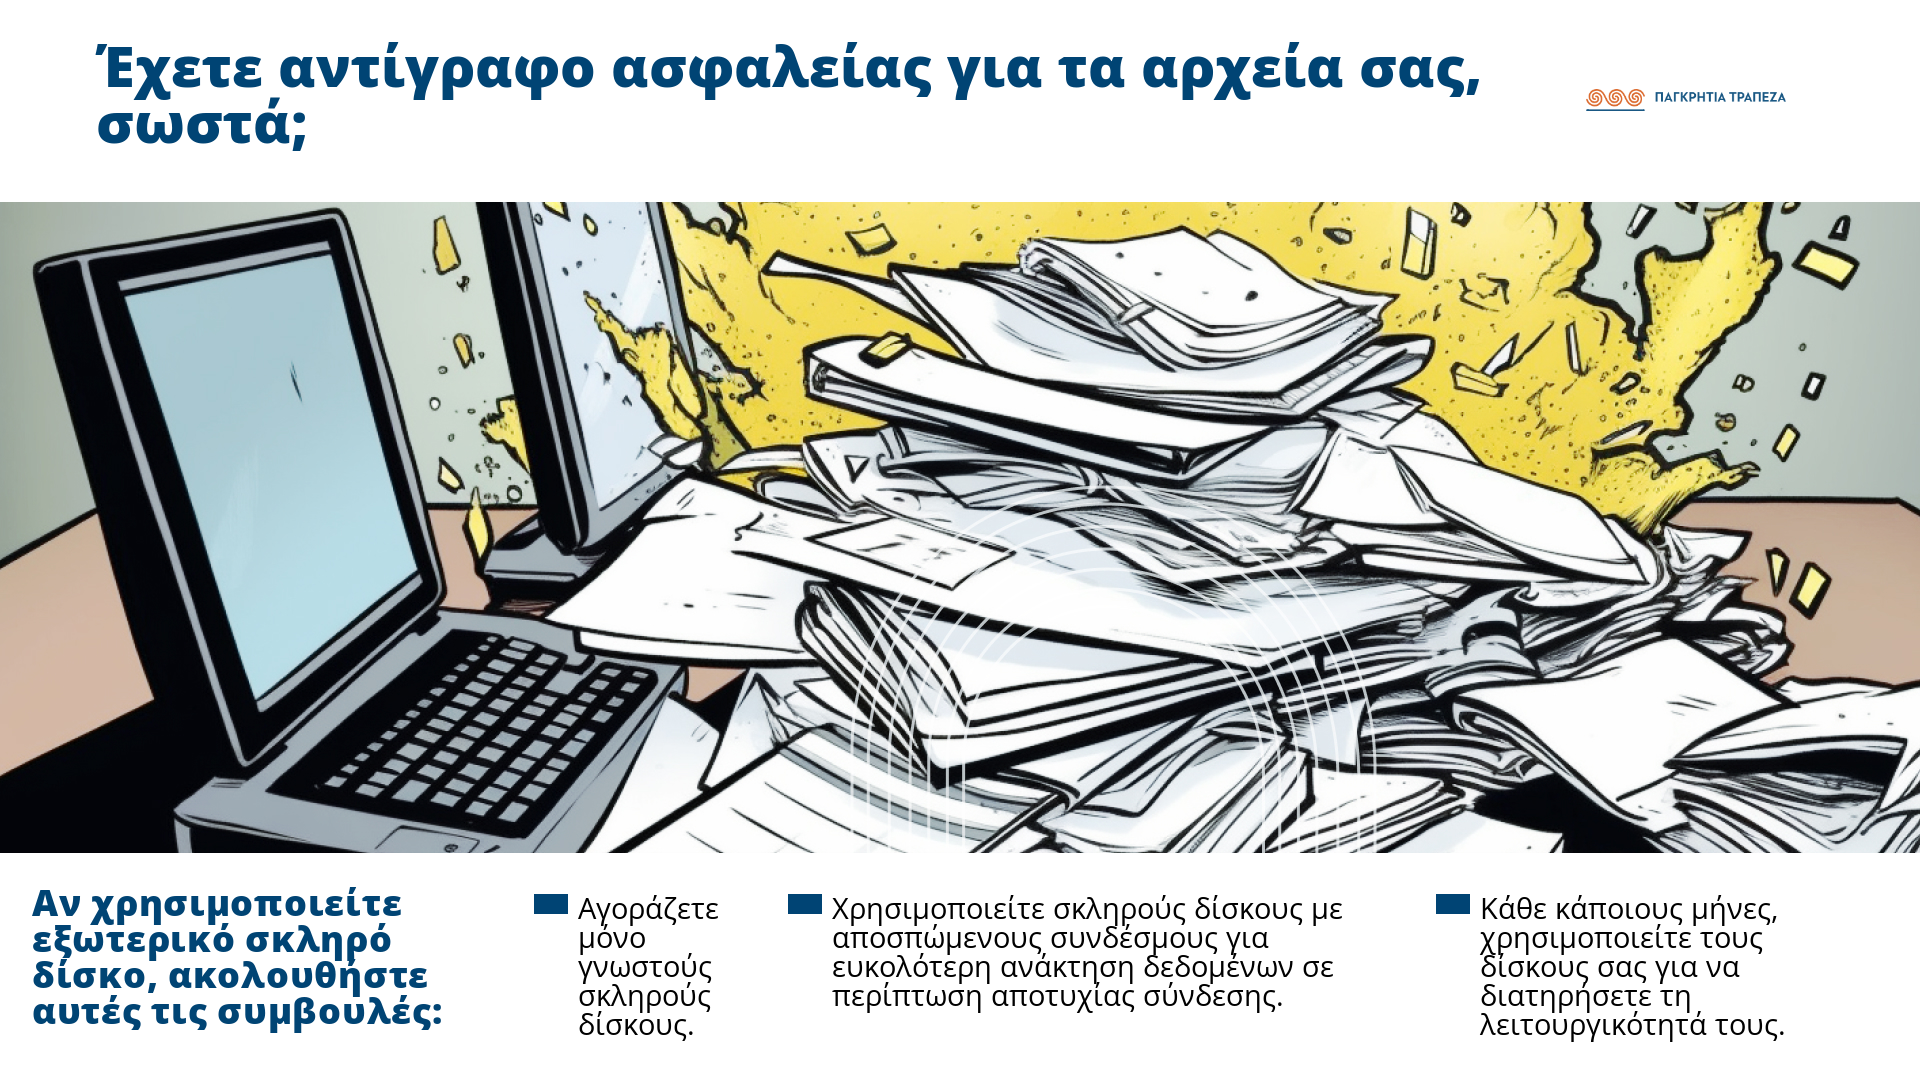 Έχετε αντίγραφο ασφαλείας για τα αρχεία σας,
σωστά;
ΠΑΓΚΡΗΤΙΑ ΤΡΑΠΕΖΑ
Αν χρησιμοποιείτε
εξωτερικό σκληρό
δίσκο, ακολουθήστε
αυτές τις συμβουλές:
Αγοράζετε
μόνο
γνωστούς
σκληρούς
δίσκους.
Χρησιμοποιείτε σκληρούς δίσκους με
αποσπώμενους συνδέσμους για
ευκολότερη ανάκτηση δεδομένων σε
περίπτωση αποτυχίας σύνδεσης.
Κάθε κάποιους μήνες,
χρησιμοποιείτε τους
δίσκους σας για να
διατηρήσετε τη
λειτουργικότητά τους.